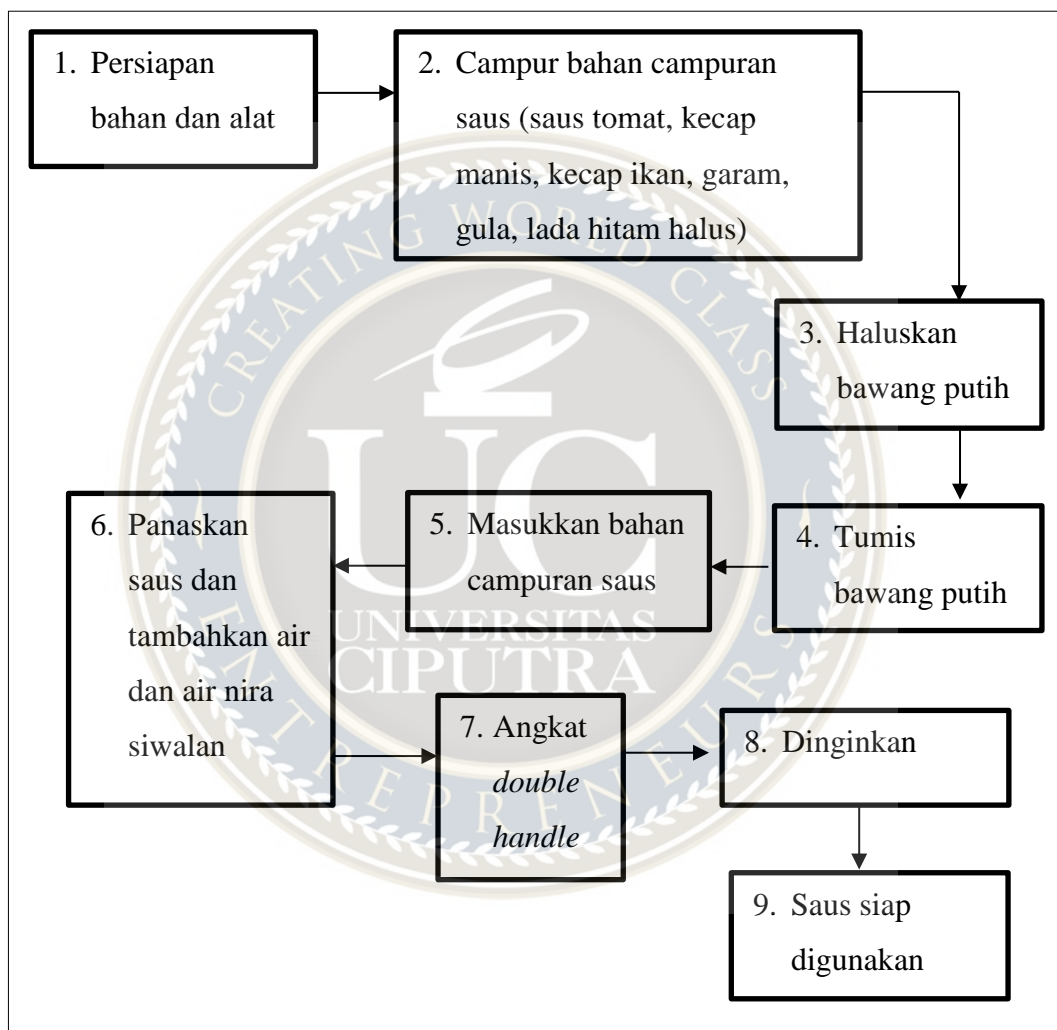 1. Persiapan
bahan dan alat
2. Campur bahan campuran
saus (saus tomat, kecap
manis, kecap ikan, garam,
gula, lada hitam halus)
3. Haluskan
bawang putih
4. Tumis
bawang putih
5. Masukkan bahan
campuran saus
6. Panaskan
saus dan
tambahkan air
dan air nira
siwalan
7. Angkat
double
handle
8. Dinginkan
9. Saus siap
digunakan
CREATING WORLD CLASS
UC
UNIVERSITAS
CIPUTRA
ENTREPRENEURS